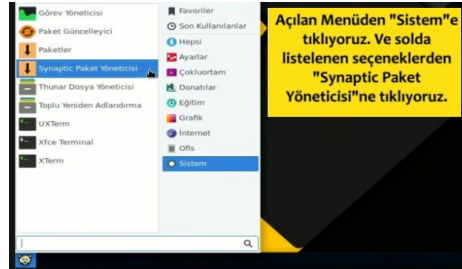 Görev Yöneticisi
Paket Güncelleyici
Paketler
Synaptic Paket Yöneticisi
Thunar Dosya Yöneticisi
Toplu Yeniden Adlandırma
UXTerm
Xfce Terminal
XTerm
Favoriler
Son Kullanılanlar
Hepsi
Ayarlar
Çokluortam
Donatılar
Eğitim
Grafik
İnternet
Ofis
Sistem
Açılan Menüden "Sistem"e
tıklıyoruz. Ve solda
listelenen seçeneklerden
"Synaptic Paket
Yöneticisi"ne tıklıyoruz.